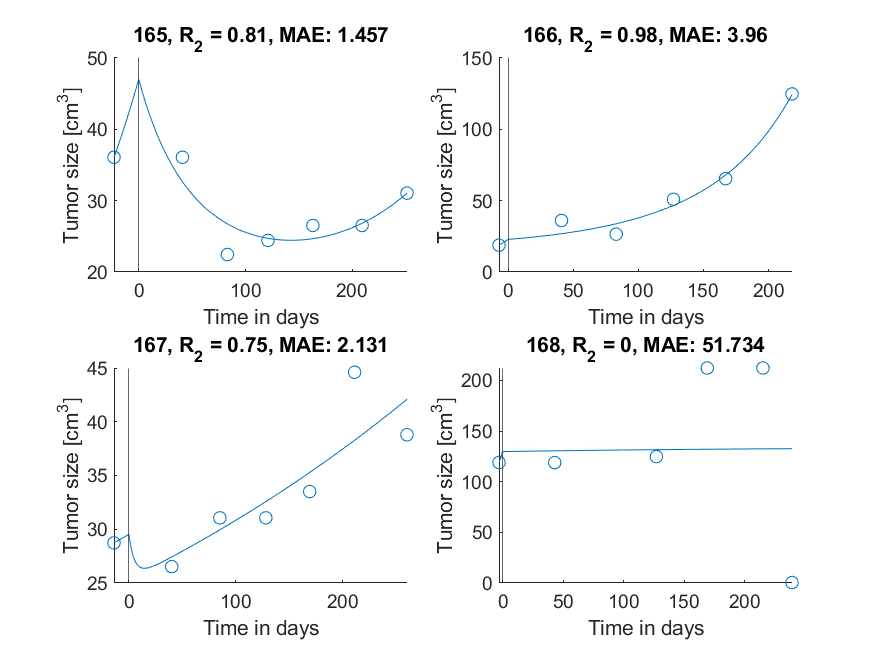 165, R₂ = 0.81, MAE: 1.457
Tumor size [cm³]
50
40
30
20
0 100 200
Time in days
166, R₂ = 0.98, MAE: 3.96
Tumor size [cm³]
150
100
50
0
0 50 100 150 200
Time in days
167, R₂ = 0.75, MAE: 2.131
Tumor size [cm³]
45
40
35
30
25
0 100 200
Time in days
168, R₂ = 0, MAE: 51.734
Tumor size [cm³]
200
150
100
50
0
0 50 100 150 200
Time in days